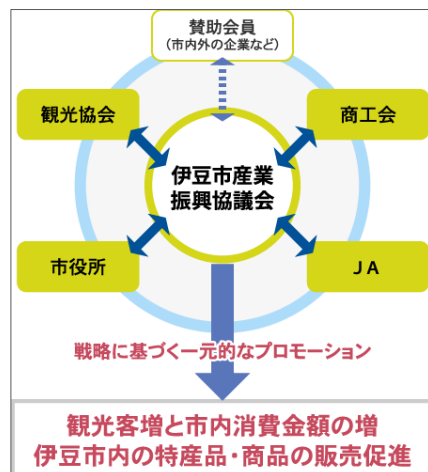 賛助会員
(市内外の企業など)
観光協会
商工会
伊豆市産業
振興協議会
市役所
JA
戦略に基づく一元的なプロモーション
観光客増と市内消費金額の増
伊豆市内の特産品・商品の販売促進